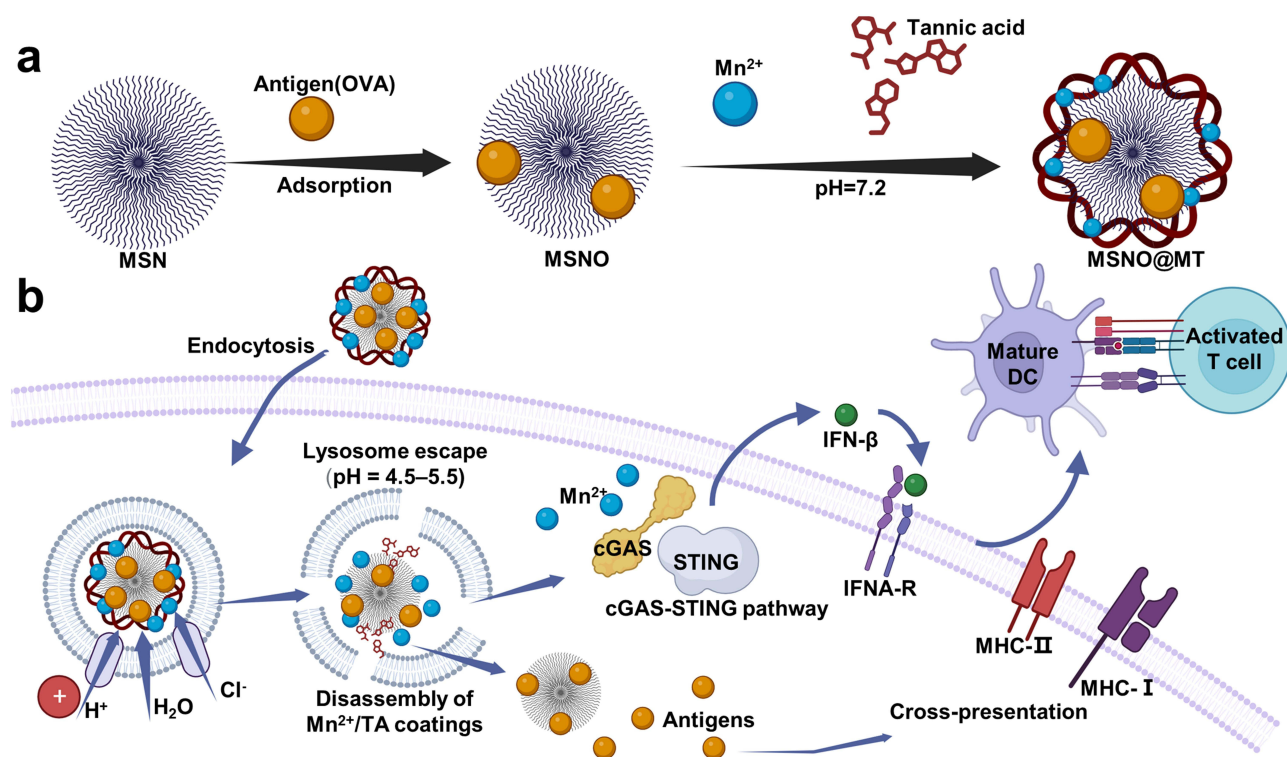 a
Antigen(OVA)
Adsorption
MSN
MSNO
Mn²⁺
Tannic acid
pH=7.2
MSNO@MT
b
Endocytosis
Lysosome escape
(pH = 4.5–5.5)
Mn²⁺
cGAS
STING
cGAS-STING pathway
IFN-β
IFNA-R
Mature
DC
Activated
T cell
MHC-Ⅱ
MHC-Ⅰ
+
H⁺
H₂O
Cl⁻
Disassembly of
Mn²⁺/TA coatings
Antigens
Cross-presentation